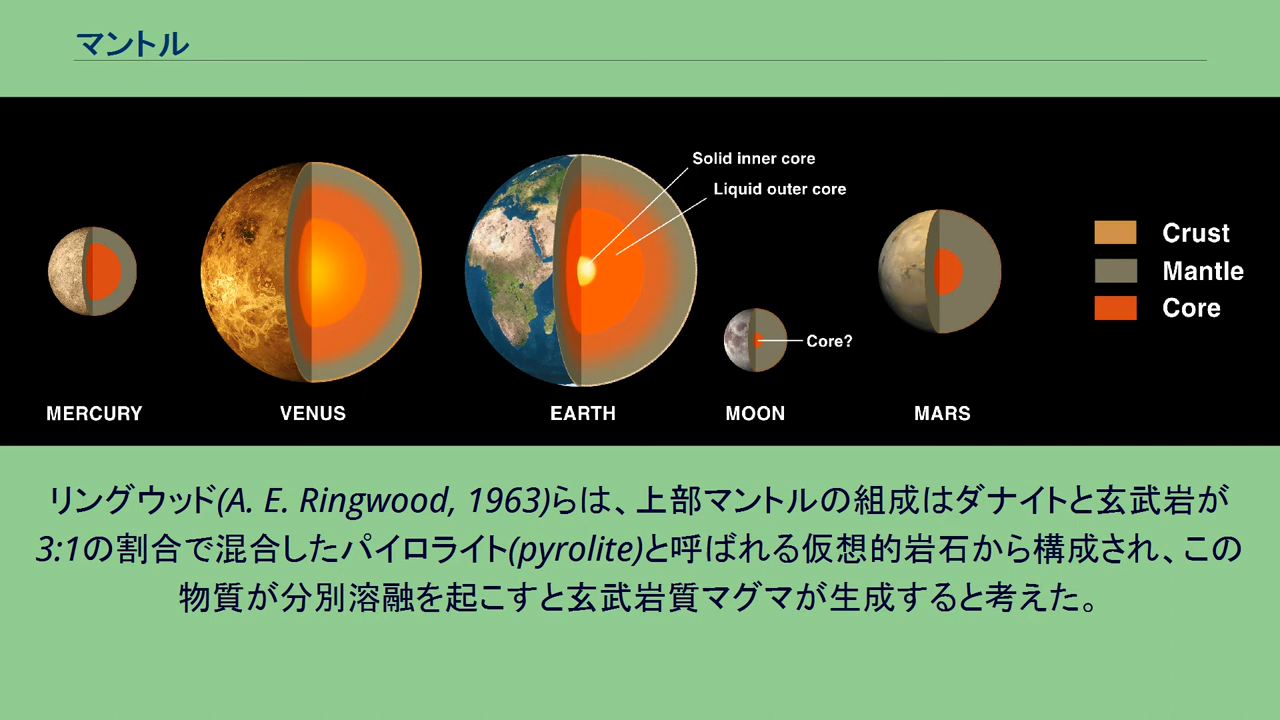 マントル
Solid inner core
Liquid outer core
Crust
Mantle
Core
Core?
MERCURY
VENUS
EARTH
MOON
MARS
リングウッド(A. E. Ringwood, 1963)らは、上部マントルの組成はダナイトと玄武岩が
3:1の割合で混合したパイロライト(pyrolite)と呼ばれる仮想的岩石から構成され、この
物質が分別溶融を起こすと玄武岩質マグマが生成すると考えた。